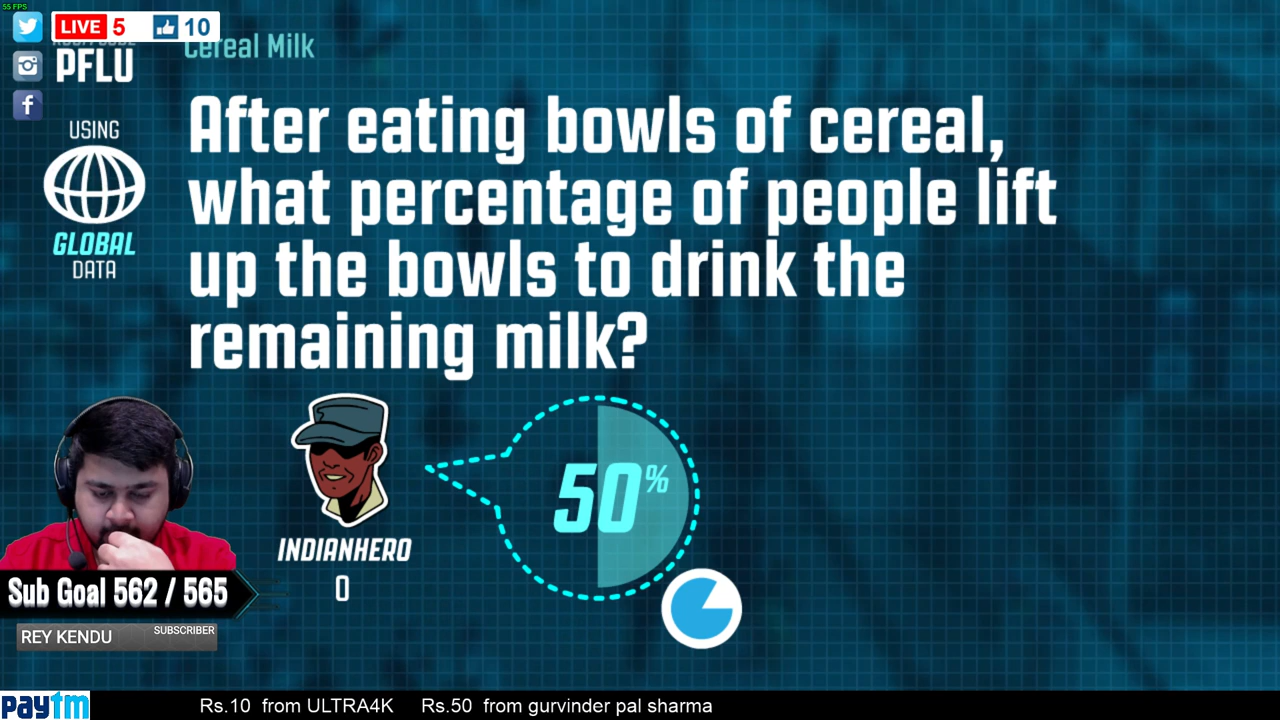 55 FPS
LIVE 5 10
Cereal Milk
PFLU
After eating bowls of cereal,
what percentage of people lift
up the bowls to drink the
remaining milk?
USING
GLOBAL
DATA
50%
INDIANHERO
0
Sub Goal 562 / 565
REY KENDU SUBSCRIBER
paytm
Rs.10 from ULTRA4K Rs.50 from gurvinder pal sharma